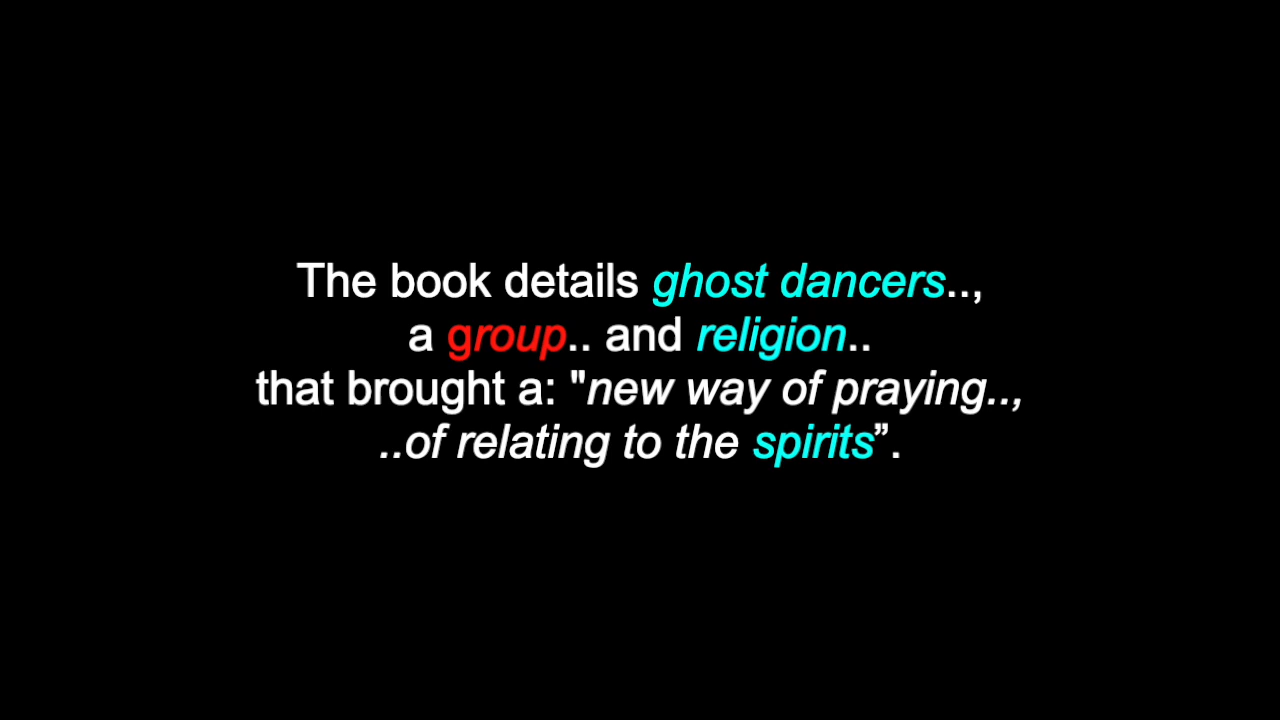 The book details ghost dancers..,
a group.. and religion..
that brought a: "new way of praying..,
..of relating to the spirits”.